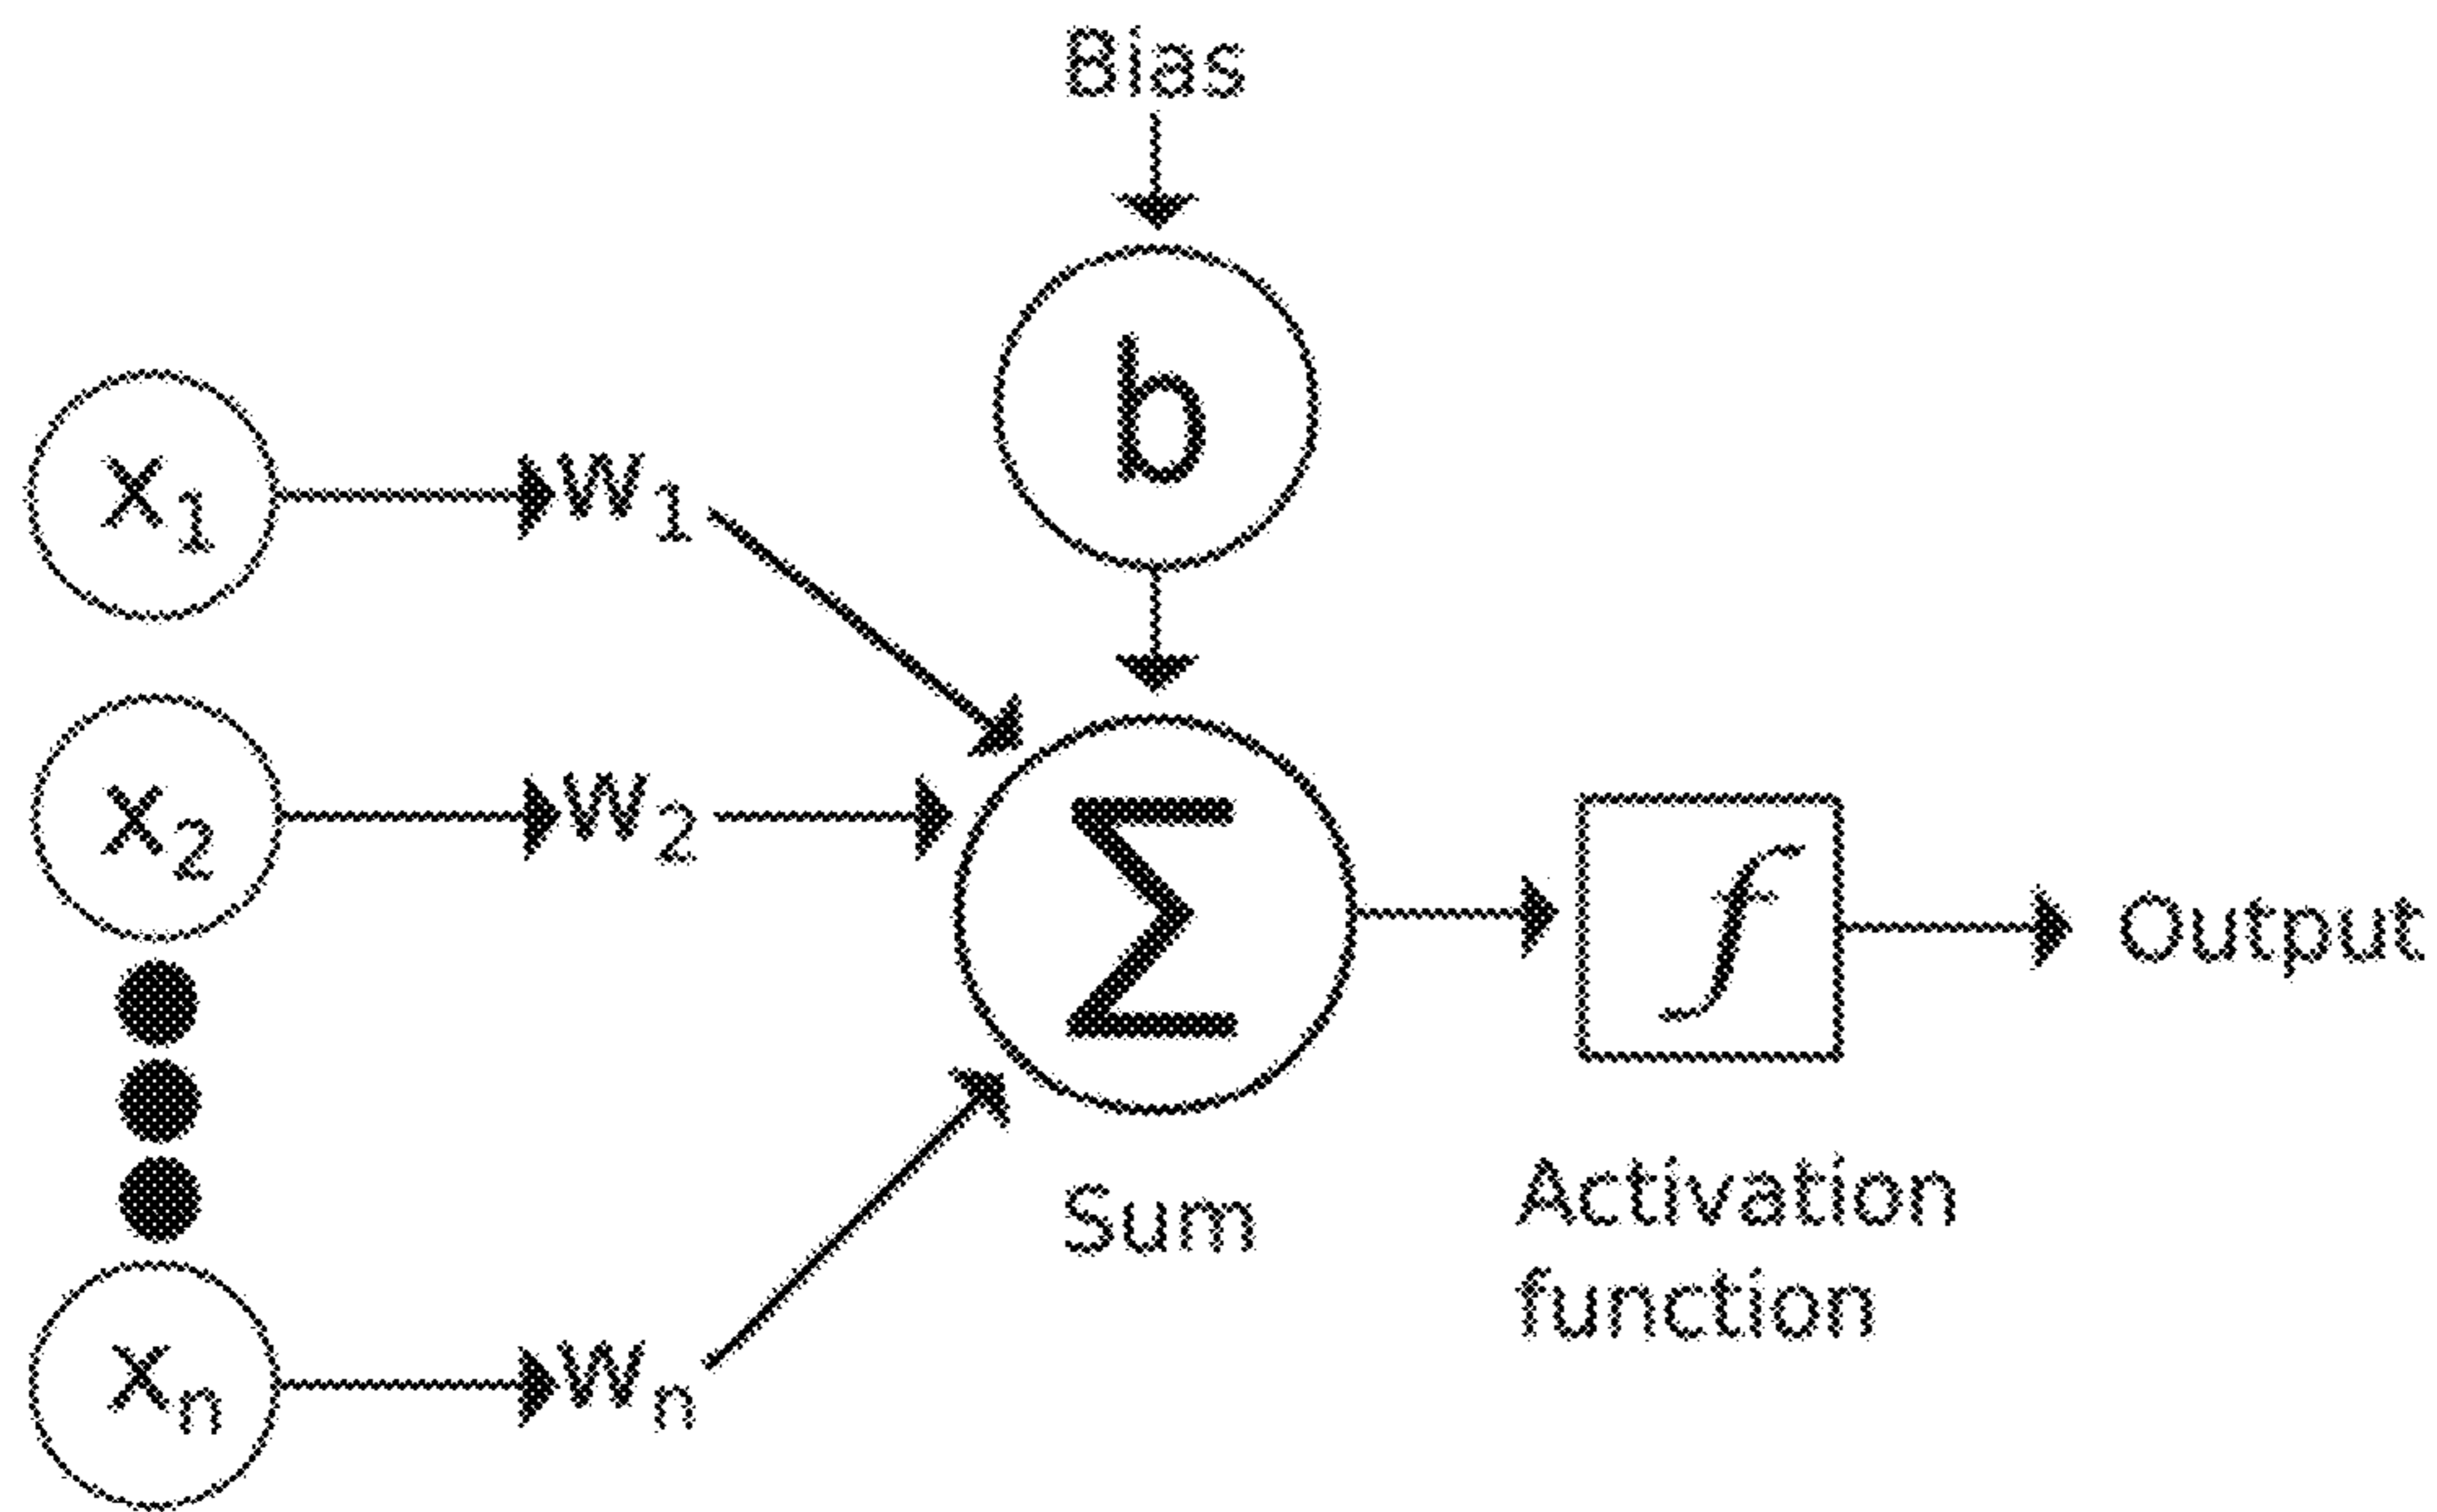 Bias
b
x₁ w₁
x₂ w₂
Σ
f
output
Sum
Activation
function
xₙ wₙ